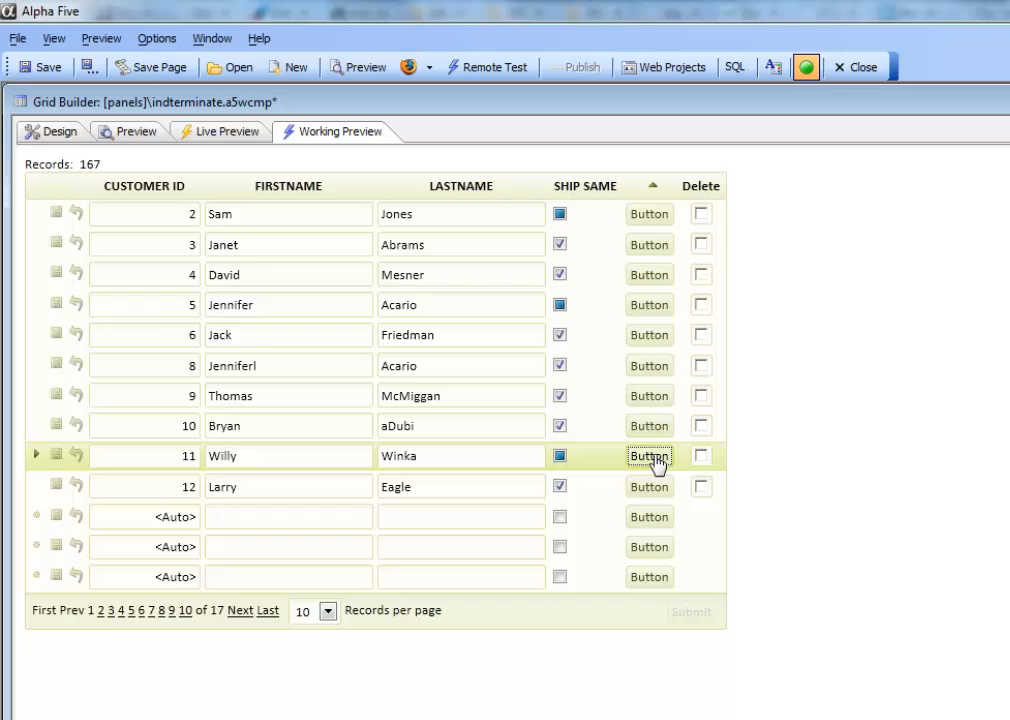 Alpha Five
File View Preview Options Window Help
Save Save Page Open New Preview Remote Test Publish Web Projects SQL Close
Grid Builder: [panels]\indterminate.a5wcmp*
Design Preview Live Preview Working Preview
Records: 167
CUSTOMER ID FIRSTNAME LASTNAME SHIP SAME Delete
2 Sam Jones Button
3 Janet Abrams Button
4 David Mesner Button
5 Jennifer Acario Button
6 Jack Friedman Button
8 Jenniferl Acario Button
9 Thomas McMiggan Button
10 Bryan aDubi Button
11 Willy Winka Button
12 Larry Eagle Button
<Auto> Button
<Auto> Button
<Auto> Button
First Prev 1 2 3 4 5 6 7 8 9 10 of 17 Next Last 10 Records per page Submit